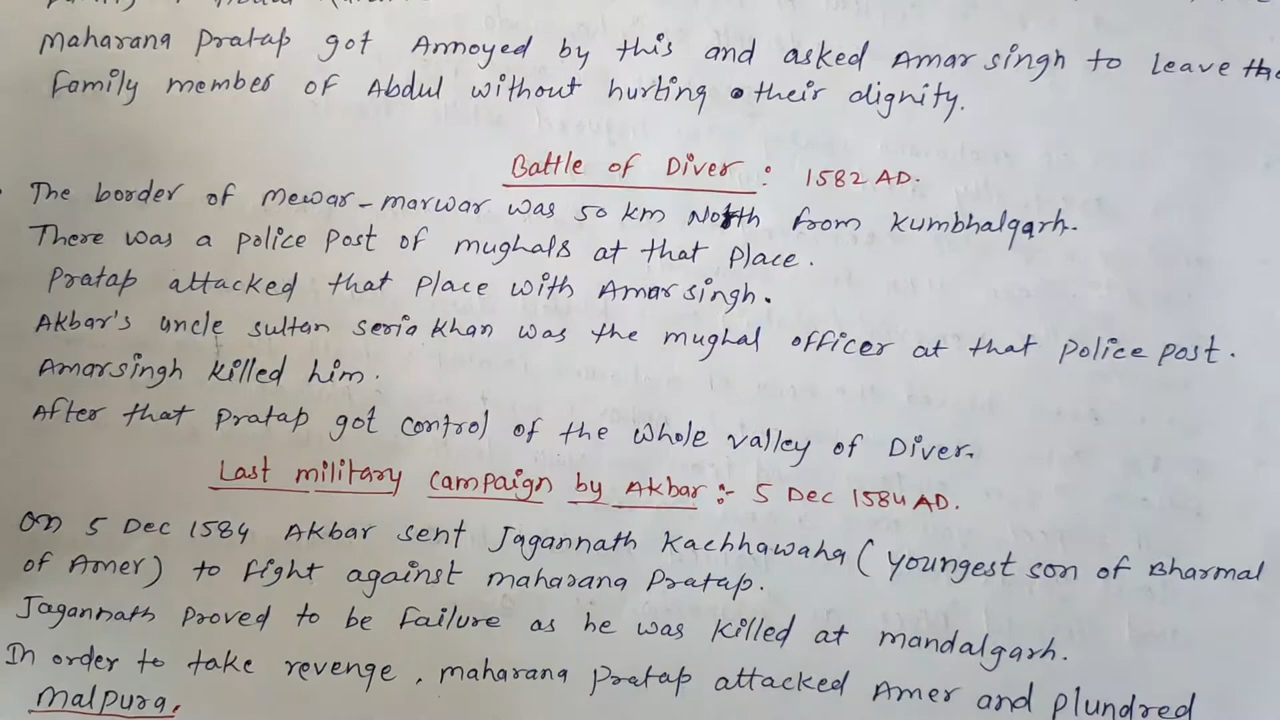 Maharana Pratap got Annoyed by this and asked Amarsingh to leave the
family member of Abdul without hurting their dignity.
Battle of Diver : 1582 AD.
The border of Mewar-marwar was 50 km North from Kumbhalgarh.
There was a police post of mughals at that place.
Pratap attacked that place with Amarsingh.
Akbar's uncle sultan seria khan was the mughal officer at that police post.
Amarsingh killed him.
After that Pratap got control of the whole valley of Diver.
Last military campaign by Akbar :- 5 Dec 1584 AD.
On 5 Dec 1584 Akbar sent Jagannath Kachhawaha (youngest son of Bharmal
of Amer) to fight against maharana Pratap.
Jagannath proved to be failure as he was killed at mandalgarh.
In order to take revenge, maharana Pratap attacked Amer and plundred
malpura.